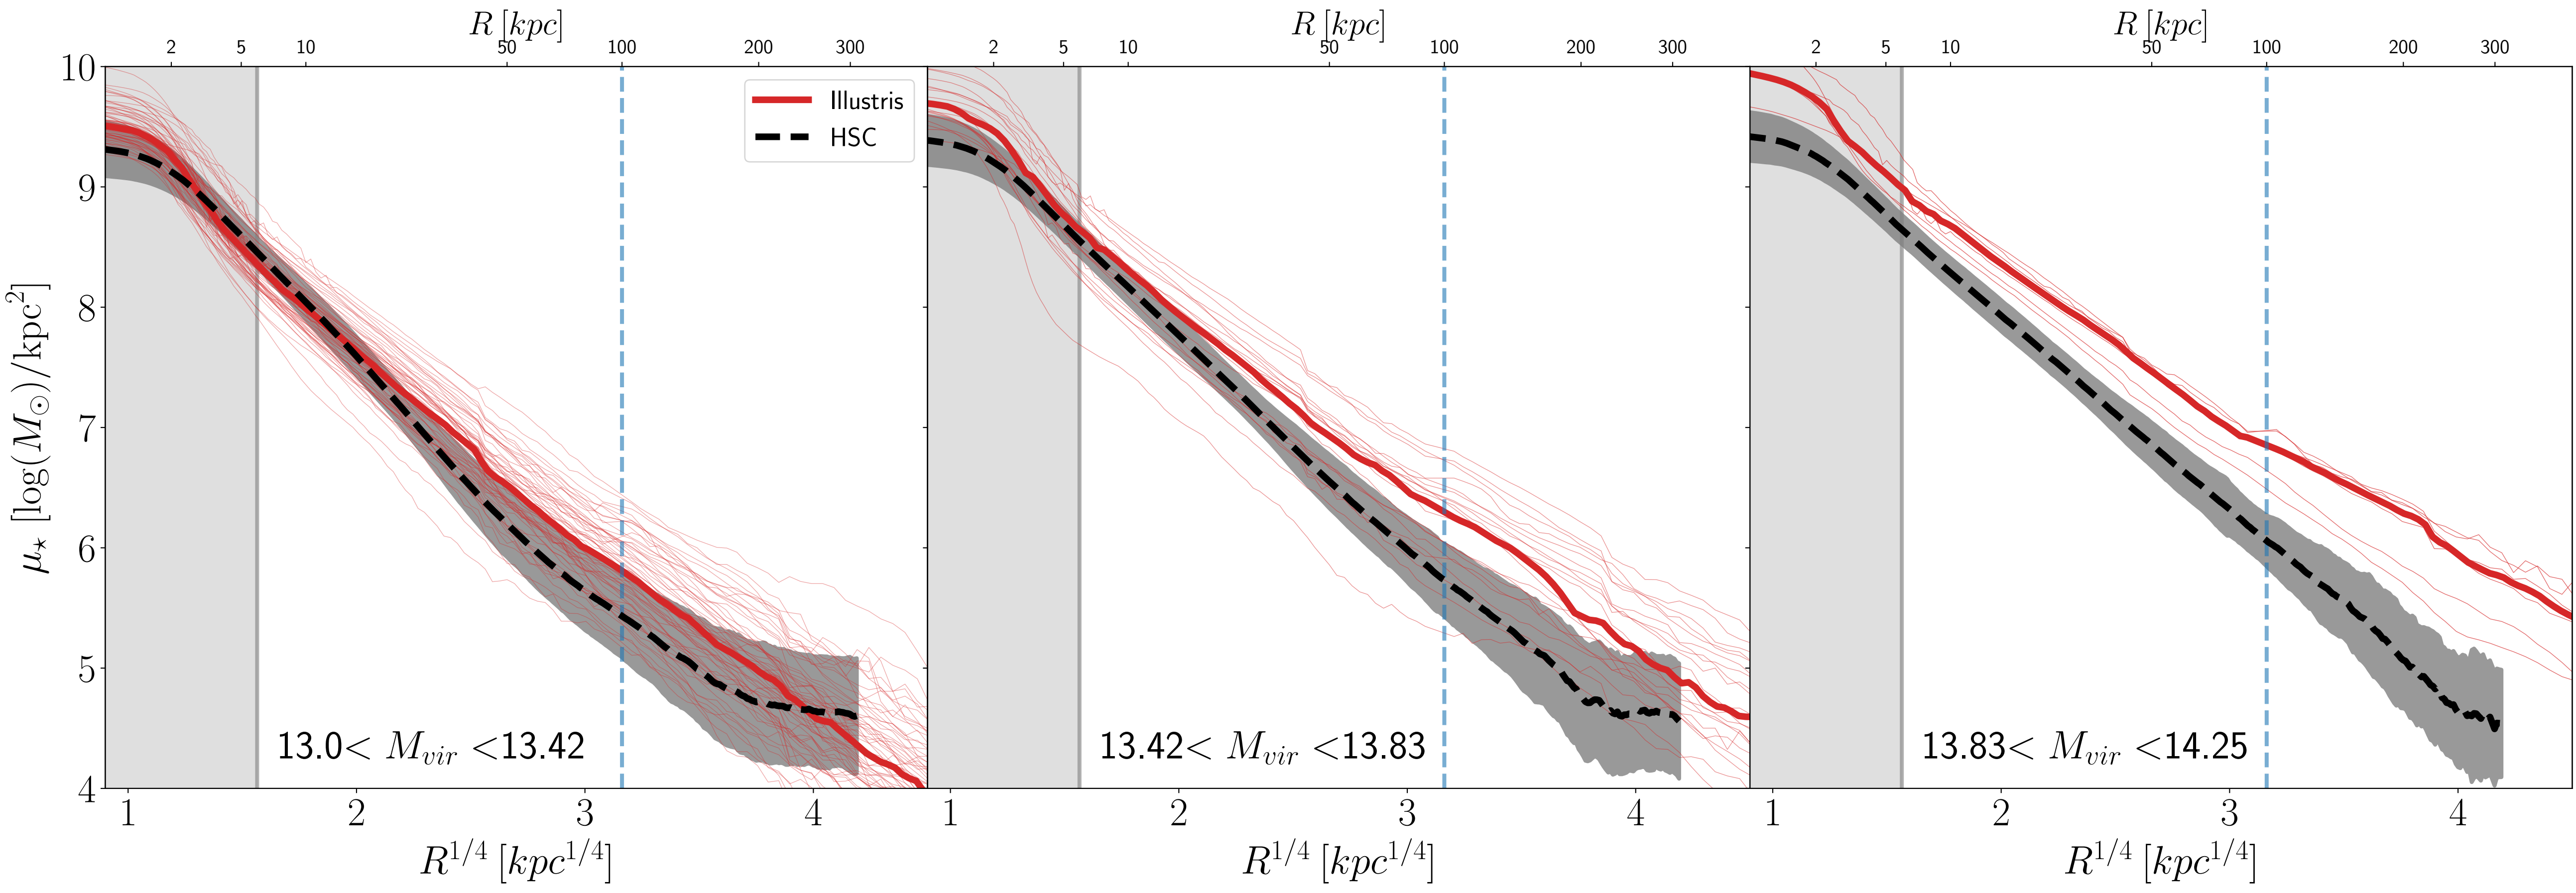 R [kpc] R [kpc] R [kpc]
2 5 10 50 100 200 300 2 5 10 50 100 200 300 2 5 10 50 100 200 300
10
9
8
7
6
5
4
μ⋆ [log(M⊙)/kpc²]
Illustris
HSC
13.0< Mvir <13.42 13.42< Mvir <13.83 13.83< Mvir <14.25
1 2 3 4 1 2 3 4 1 2 3 4
R^1/4 [kpc^1/4] R^1/4 [kpc^1/4] R^1/4 [kpc^1/4]